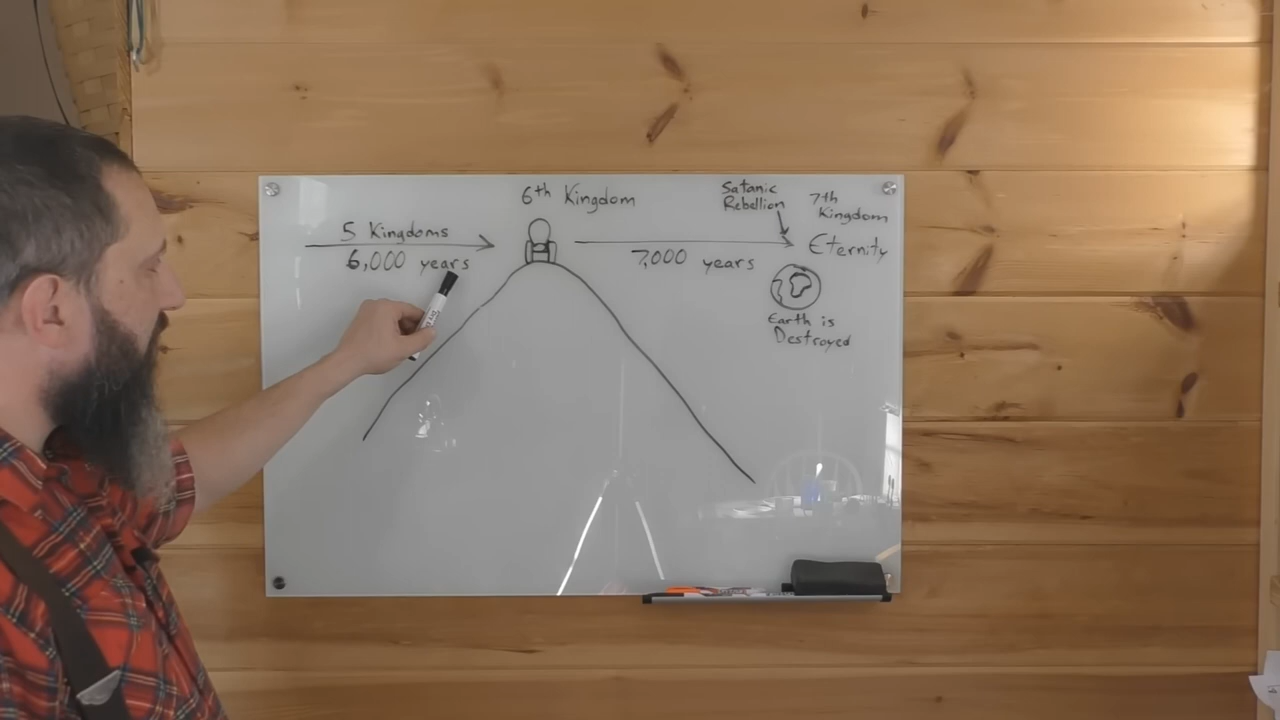 5 Kingdoms
6,000 years
6th Kingdom
7,000 years
Satanic
Rebellion
7th
Kingdom
Eternity
Earth is
Destroyed